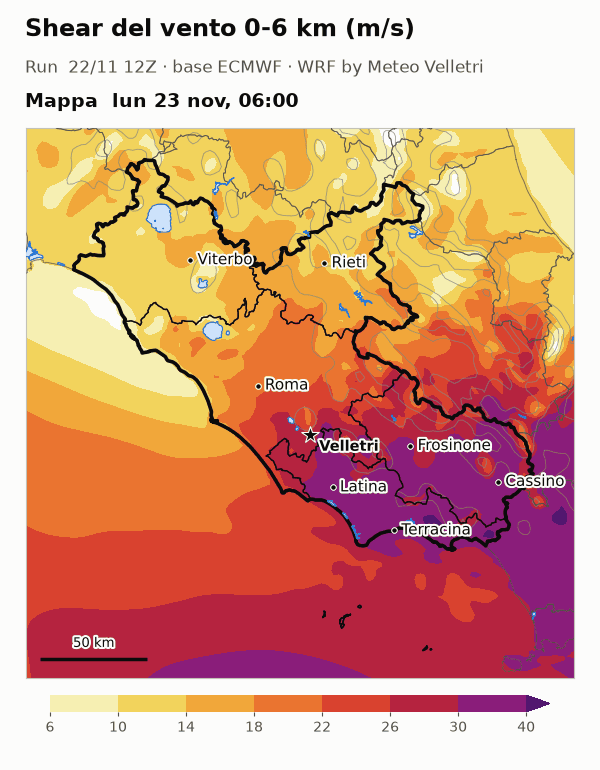 Shear del vento 0-6 km (m/s)
Run 22/11 12Z · base ECMWF · WRF by Meteo Velletri
Mappa lun 23 nov, 06:00
Viterbo
Rieti
Roma
Velletri
Frosinone
Latina
Cassino
Terracina
50 km
6 10 14 18 22 26 30 40